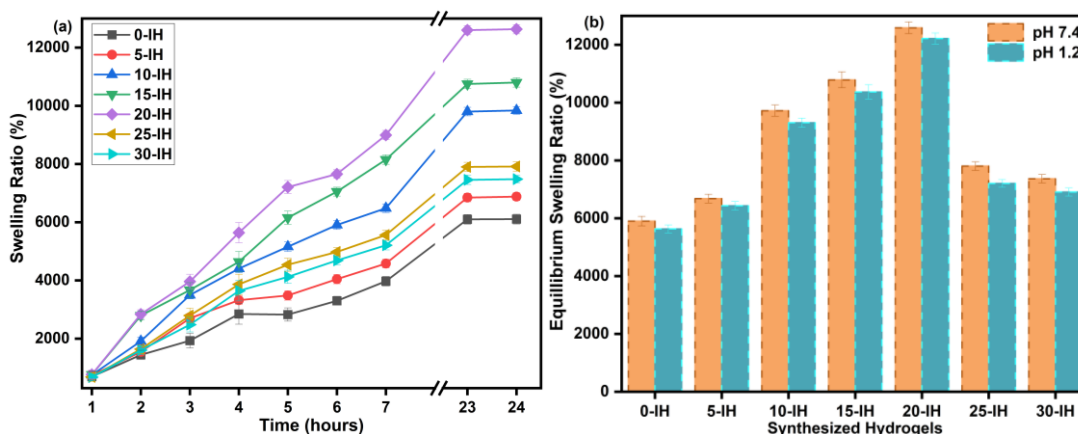 (a)
0-IH
5-IH
10-IH
15-IH
20-IH
25-IH
30-IH
Swelling Ratio (%)
12000
10000
8000
6000
4000
2000
1 2 3 4 5 6 7 23 24
Time (hours)
(b)
pH 7.4
pH 1.2
Equillibrium Swelling Ratio (%)
12000
10000
8000
6000
4000
2000
0
0-IH 5-IH 10-IH 15-IH 20-IH 25-IH 30-IH
Synthesized Hydrogels